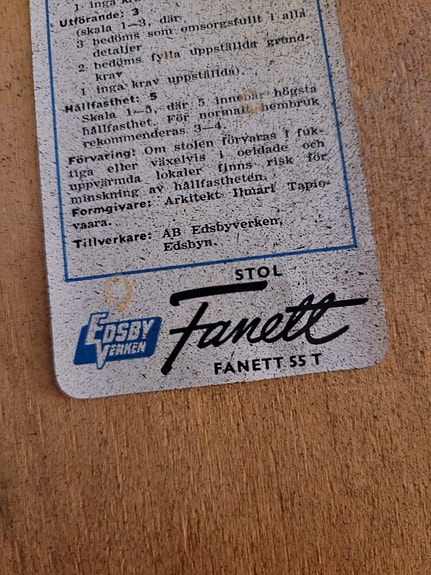 1 inga krav
Utförande: 3
(skala 1—3, där
3 bedöms som omsorgsfullt i alla
detaljer
2 bedöms fylla uppställda grund-
krav
1 inga krav uppställda).
Hållfasthet: 5
Skala 1—5, där 5 innebär högsta
hållfasthet. För normalt hembruk
rekommenderas 3—4.
Förvaring: Om stolen förvaras i fuk-
tiga eller växelvis i oeldade och
uppvärmda lokaler finns risk för
minskning av hållfastheten.
Formgivare: Arkitekt Ilmari Tapio-
vaara.
Tillverkare: AB Edsbyverken,
Edsbyn.
STOL
Fanett
EDSBY
VERKEN
FANETT 55 T